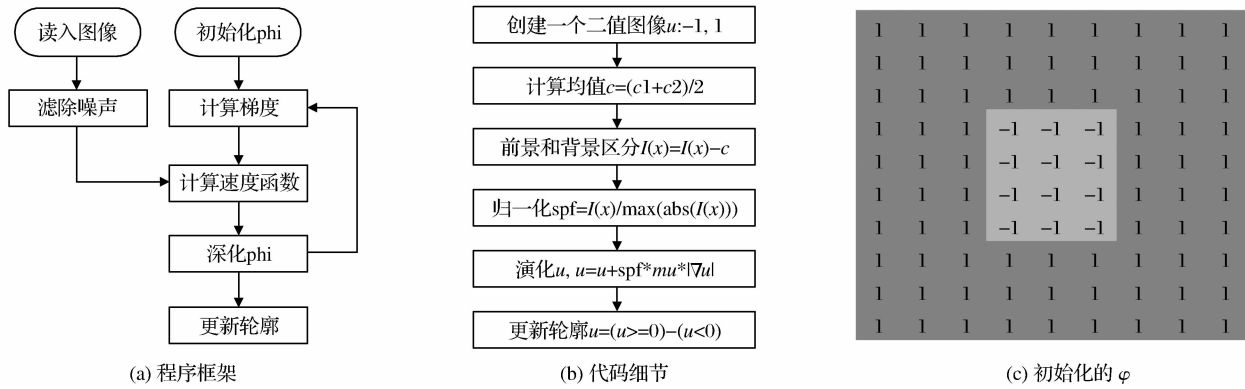 读入图像
滤除噪声
初始化phi
计算梯度
计算速度函数
深化phi
更新轮廓
(a) 程序框架
创建一个二值图像u:–1, 1
计算均值c=(c1+c2)/2
前景和背景区分I(x)=I(x)–c
归一化spf=I(x)/max(abs(I(x)))
演化u, u=u+spf*mu*|∇u|
更新轮廓u=(u>=0)–(u<0)
(b) 代码细节
1 1 1 1 1 1 1 1 1
1 1 1 1 1 1 1 1 1
1 1 1 1 1 1 1 1 1
1 1 1 –1 –1 –1 1 1 1
1 1 1 –1 –1 –1 1 1 1
1 1 1 –1 –1 –1 1 1 1
1 1 1 –1 –1 –1 1 1 1
1 1 1 1 1 1 1 1 1
1 1 1 1 1 1 1 1 1
1 1 1 1 1 1 1 1 1
(c) 初始化的 φ